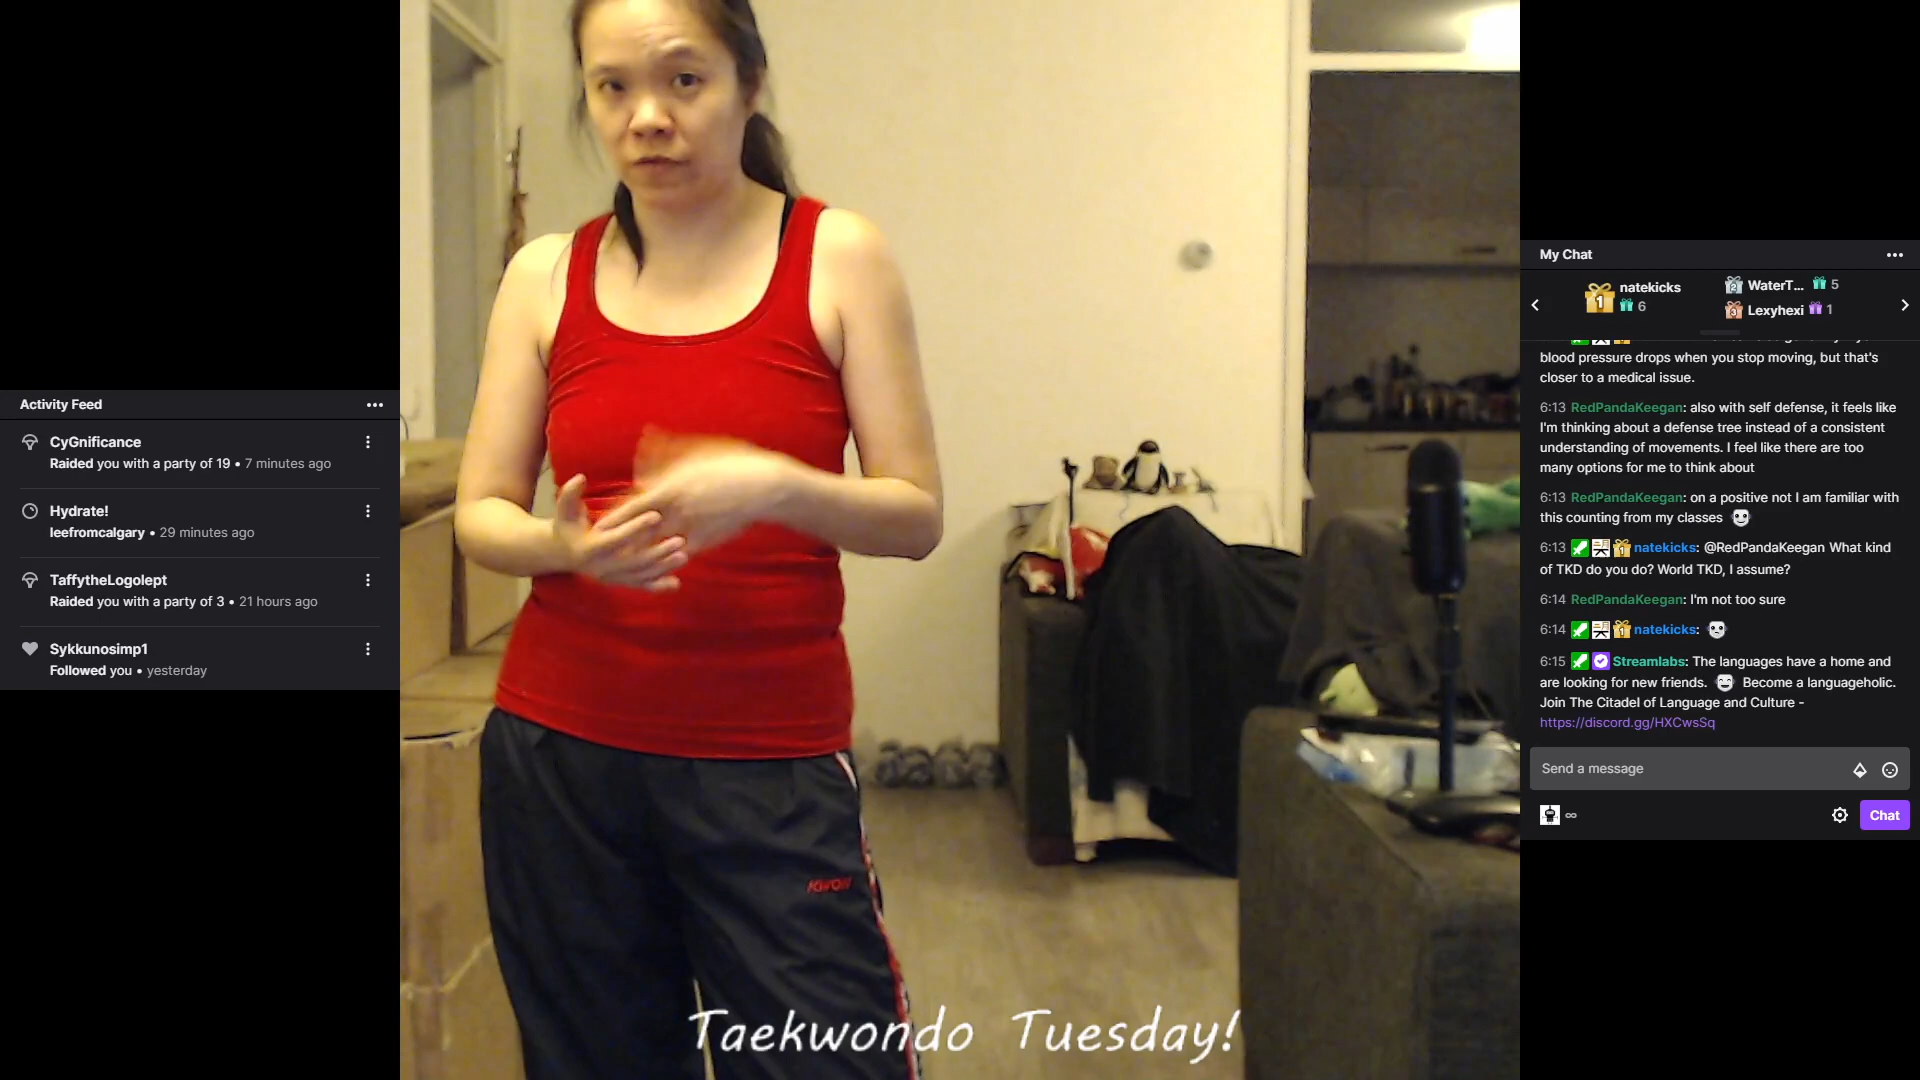 Activity Feed
CyGnificance
Raided you with a party of 19 • 7 minutes ago
Hydrate!
leefromcalgary • 29 minutes ago
TaffytheLogolept
Raided you with a party of 3 • 21 hours ago
Sykkunosimp1
Followed you • yesterday
KWON
Taekwondo Tuesday!
My Chat
1 natekicks
6
2 WaterT... 5
3 Lexyhexi 1
blood pressure drops when you stop moving, but that's
closer to a medical issue.
6:13 RedPandaKeegan: also with self defense, it feels like
I'm thinking about a defense tree instead of a consistent
understanding of movements. I feel like there are too
many options for me to think about
6:13 RedPandaKeegan: on a positive not I am familiar with
this counting from my classes
6:13 natekicks: @RedPandaKeegan What kind
of TKD do you do? World TKD, I assume?
6:14 RedPandaKeegan: I'm not too sure
6:14 natekicks:
6:15 Streamlabs: The languages have a home and
are looking for new friends. Become a languageholic.
Join The Citadel of Language and Culture -
https://discord.gg/HXCwsSq
Send a message
∞
Chat